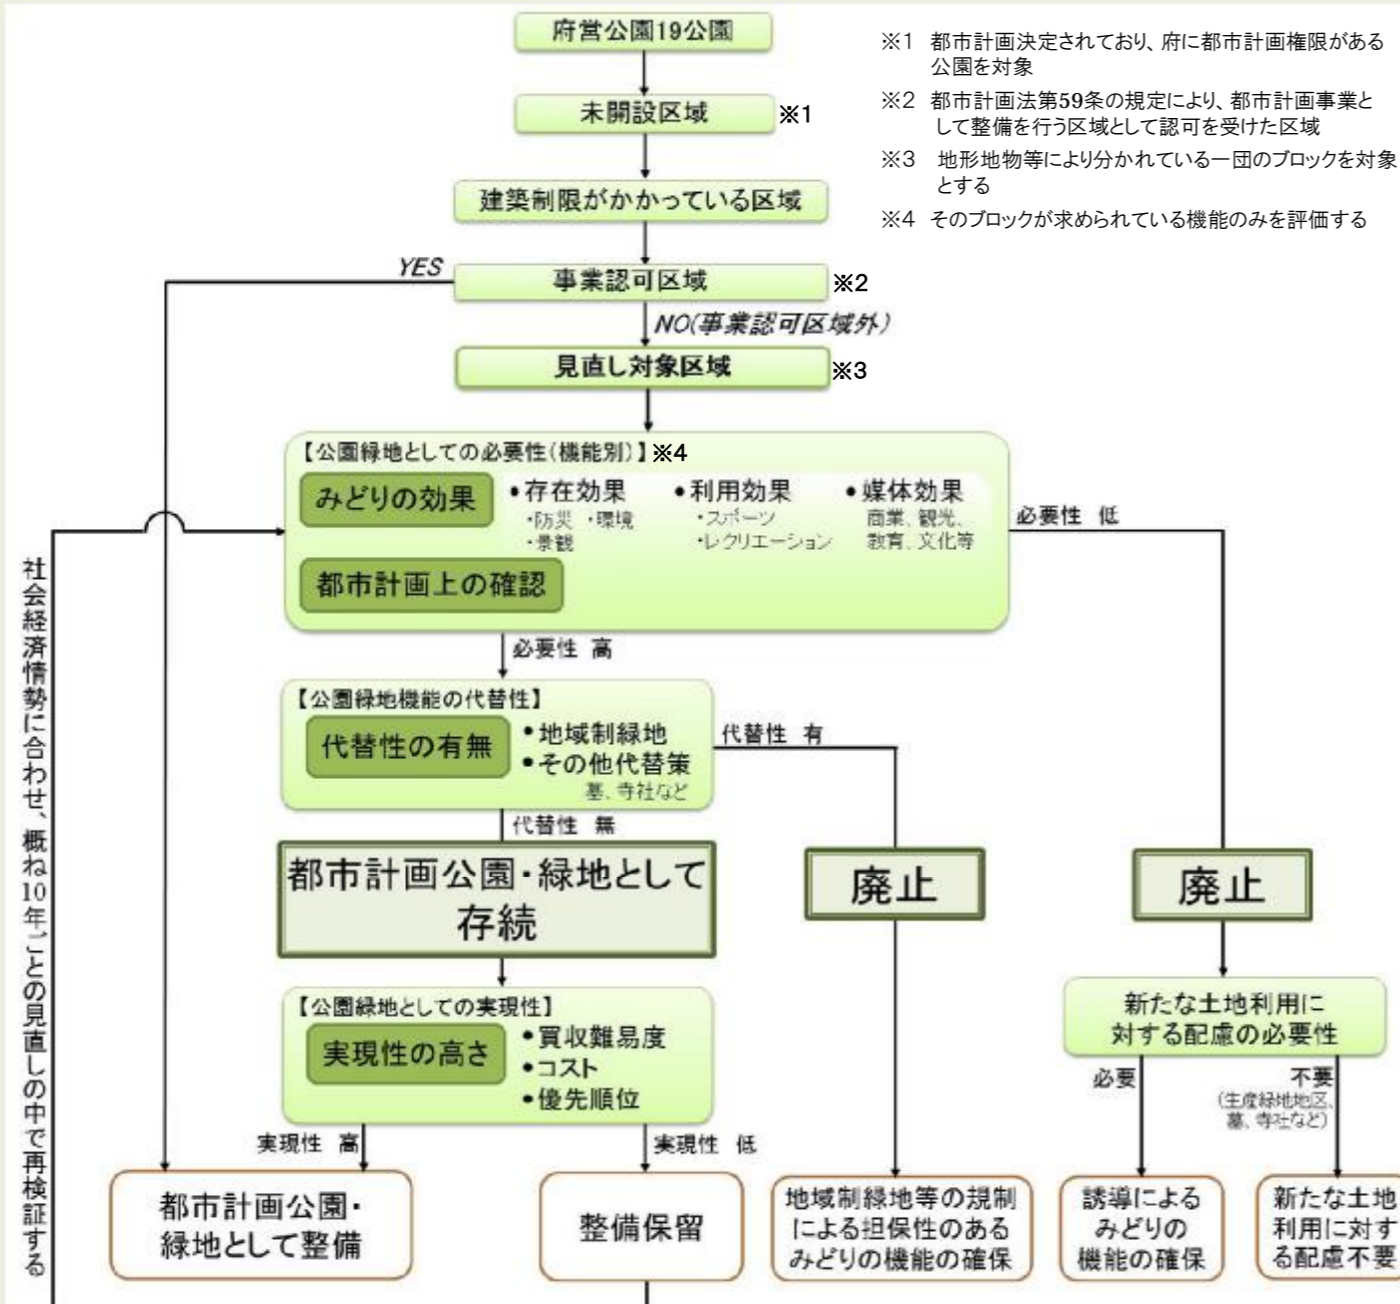 府営公園19公園
未開設区域 ※1
建築制限がかかっている区域
YES
事業認可区域 ※2
NO(事業認可区域外)
見直し対象区域 ※3
※1 都市計画決定されており、府に都市計画権限がある
公園を対象
※2 都市計画法第59条の規定により、都市計画事業と
して整備を行う区域として認可を受けた区域
※3 地形地物等により分かれている一団のブロックを対象
とする
※4 そのブロックが求められている機能のみを評価する
【公園緑地としての必要性(機能別)】※4
みどりの効果
•存在効果
・防災 ・環境
・景観
•利用効果
・スポーツ
・レクリエーション
•媒体効果
商業、観光、
教育、文化等
都市計画上の確認
必要性 低
必要性 高
【公園緑地機能の代替性】
代替性の有無
•地域制緑地
•その他代替策
墓、寺社など
代替性 有
代替性 無
都市計画公園・緑地として
存続
廃止
廃止
【公園緑地としての実現性】
実現性の高さ
•買収難易度
•コスト
•優先順位
新たな土地利用に
対する配慮の必要性
必要
不要
(生産緑地地区、
墓、寺社など)
実現性 高
実現性 低
都市計画公園・
緑地として整備
整備保留
地域制緑地等の規制
による担保性のある
みどりの機能の確保
誘導による
みどりの
機能の確保
新たな土地
利用に対す
る配慮不要
社会経済情勢に合わせ、概ね10年ごとの見直しの中で再検証する